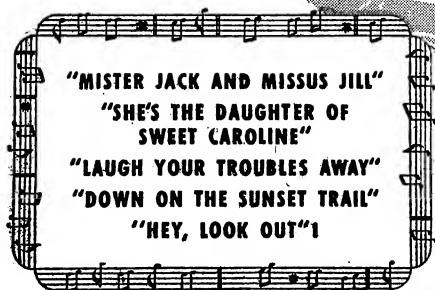 "MISTER JACK AND MISSUS JILL"
"SHE'S THE DAUGHTER OF
SWEET CAROLINE"
"LAUGH YOUR TROUBLES AWAY"
"DOWN ON THE SUNSET TRAIL"
"HEY, LOOK OUT"1